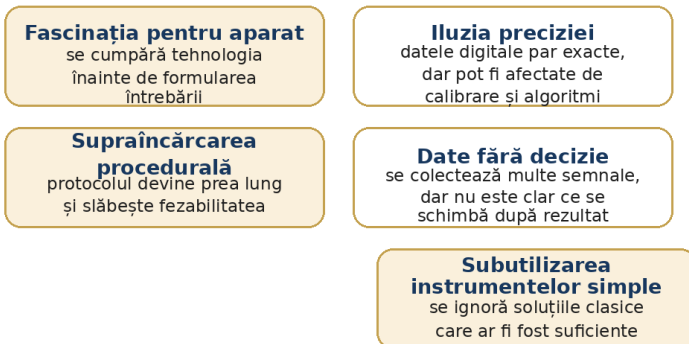 Fascinația pentru aparat
se cumpără tehnologia
înainte de formularea
întrebării
Iluzia preciziei
datele digitale par exacte,
dar pot fi afectate de
calibrare și algoritmi
Supraîncărcarea
procedurală
protocolul devine prea lung
și slăbește fezabilitatea
Date fără decizie
se colectează multe semnale,
dar nu este clar ce se
schimbă după rezultat
Subutilizarea
instrumentelor simple
se ignoră soluțiile clasice
care ar fi fost suficiente